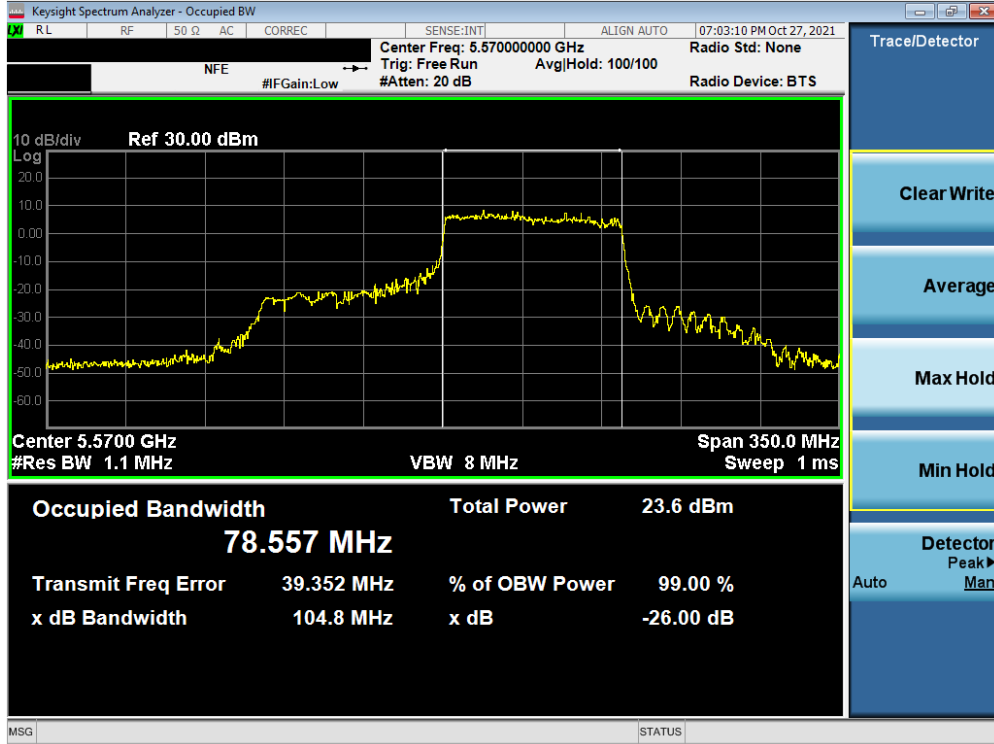 Keysight Spectrum Analyzer - Occupied BW
LXI RL RF 50 Ω AC CORREC SENSE:INT ALIGN AUTO 07:03:10 PM Oct 27, 2021
Center Freq: 5.570000000 GHz Radio Std: None
NFE Trig: Free Run Avg|Hold: 100/100
#IFGain:Low #Atten: 20 dB Radio Device: BTS
Trace/Detector
10 dB/div Ref 30.00 dBm
Log
20.0
10.0
0.00
-10.0
-20.0
-30.0
-40.0
-50.0
-60.0
Center 5.5700 GHz Span 350.0 MHz
#Res BW 1.1 MHz VBW 8 MHz Sweep 1 ms
Occupied Bandwidth Total Power 23.6 dBm
78.557 MHz
Transmit Freq Error 39.352 MHz % of OBW Power 99.00 %
x dB Bandwidth 104.8 MHz x dB -26.00 dB
Clear Write
Average
Max Hold
Min Hold
Detector
Peak▶
Auto Man
MSG STATUS